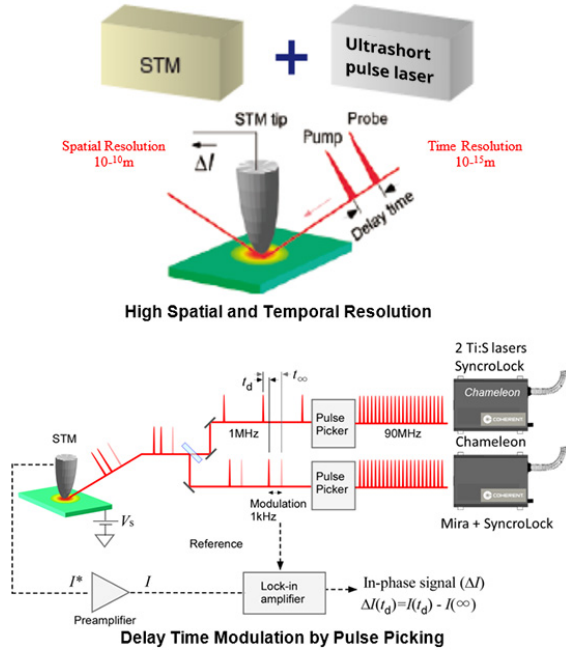 STM
+
Ultrashort
pulse laser
STM tip
Probe
Pump
Spatial Resolution
10-10m
ΔI
Time Resolution
10-15m
Delay time
High Spatial and Temporal Resolution
2 Ti:S lasers
SyncroLock
Chameleon
COHERENT
td
t∞
Pulse
Picker
1MHz
90MHz
STM
Chameleon
Pulse
Picker
COHERENT
Modulation
1kHz
Mira + SyncroLock
Vs
Reference
I*
I
Lock-in
amplifier
In-phase signal (ΔI)
ΔI(td)=I(td) - I(∞)
Preamplifier
Delay Time Modulation by Pulse Picking